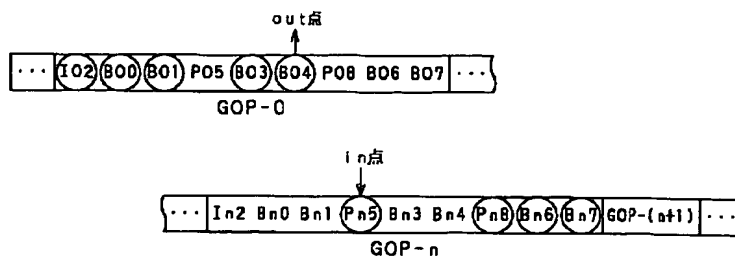 out点
... I02 B00 B01 P05 B03 B04 P08 B06 B07 ...
GOP-0
in点
... In2 Bn0 Bn1 Pn5 Bn3 Bn4 Pn8 Bn6 Bn7 GOP-(n+1) ...
GOP-n